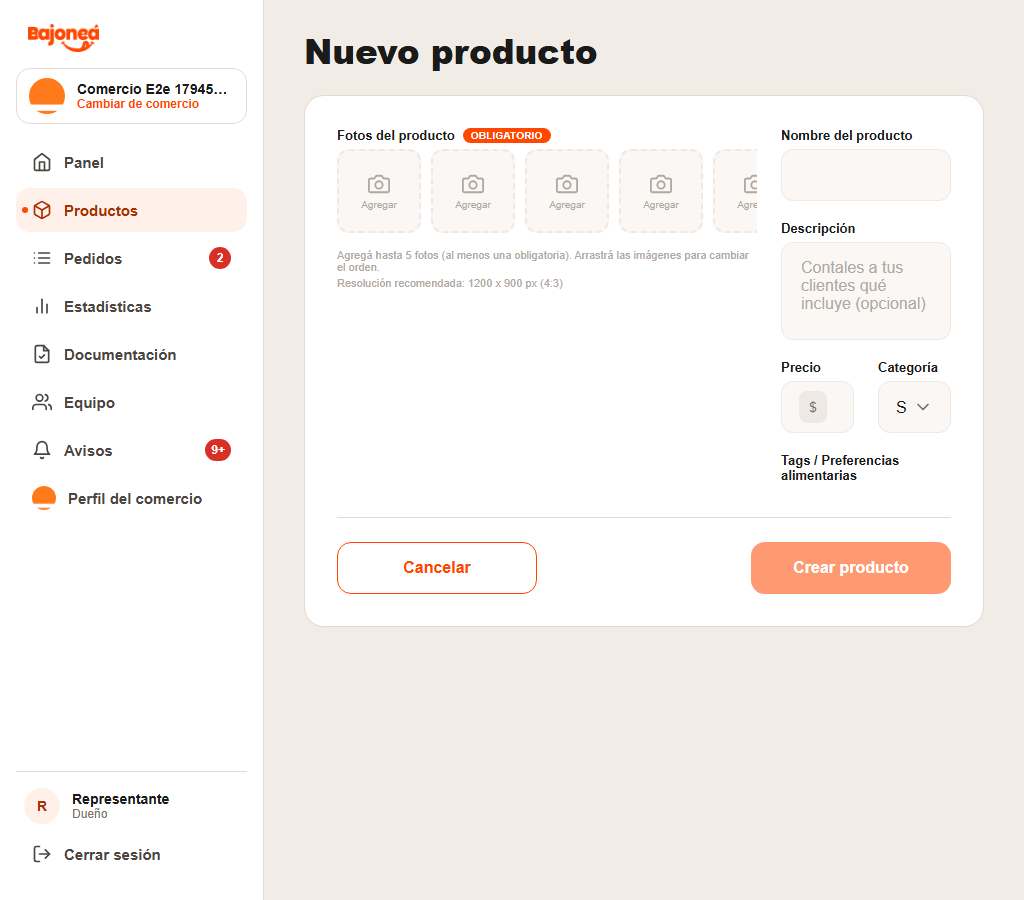 Bajoneá
Comercio E2e 17945...
Cambiar de comercio
Panel
Productos
Pedidos 2
Estadísticas
Documentación
Equipo
Avisos 9+
Perfil del comercio
R
Representante
Dueño
Cerrar sesión
Nuevo producto
Fotos del producto OBLIGATORIO
Agregar Agregar Agregar Agregar Agre
Agregá hasta 5 fotos (al menos una obligatoria). Arrastrá las imágenes para cambiar
el orden.
Resolución recomendada: 1200 x 900 px (4:3)
Nombre del producto
Descripción
Contales a tus
clientes qué
incluye (opcional)
Precio Categoría
$ S
Tags / Preferencias
alimentarias
Cancelar Crear producto